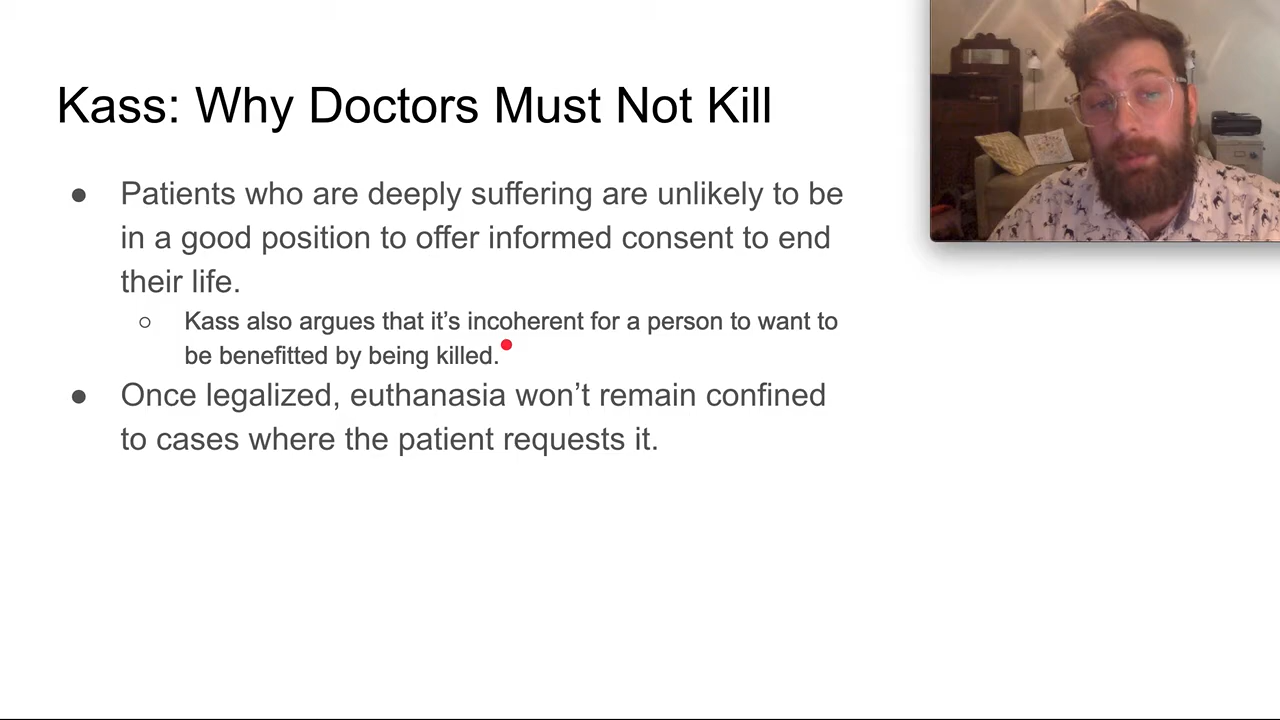 Kass: Why Doctors Must Not Kill
● Patients who are deeply suffering are unlikely to be
in a good position to offer informed consent to end
their life.
○ Kass also argues that it’s incoherent for a person to want to
be benefitted by being killed.
● Once legalized, euthanasia won’t remain confined
to cases where the patient requests it.